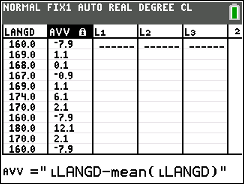 NORMAL FIX1 AUTO REAL DEGREE CL
LANGD AVV L1 L2 L3 2
160.0 -7.9 ------ ------ ------
169.0 1.1
168.0 0.1
167.0 -0.9
169.0 1.1
174.0 6.1
170.0 2.1
160.0 -7.9
180.0 12.1
170.0 2.1
160.0 -7.9
AVV ="ʟLANGD-mean(ʟLANGD)"